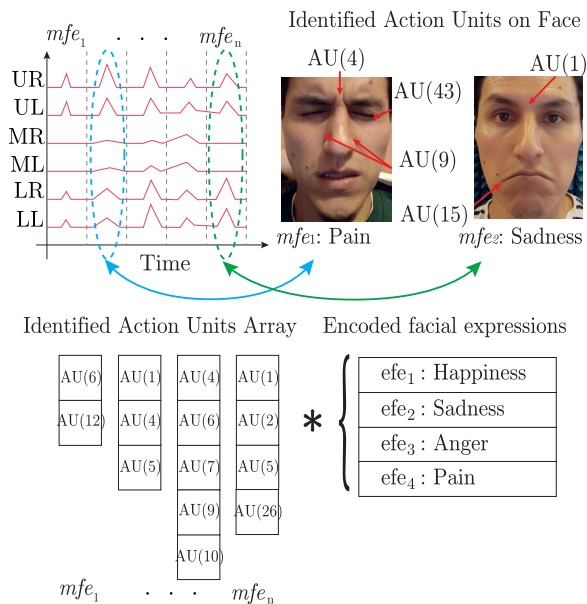 mfe1 . . . mfen
UR
UL
MR
ML
LR
LL
Time
Identified Action Units on Face
AU(4)
AU(1)
AU(43)
AU(9)
AU(15)
mfe1: Pain
mfe2: Sadness
Identified Action Units Array
AU(6) AU(1) AU(4) AU(1)
AU(12) AU(4) AU(6) AU(2)
AU(5) AU(7) AU(5)
AU(9) AU(26)
AU(10)
mfe1 . . . mfen
*
Encoded facial expressions
efe1 : Happiness
efe2 : Sadness
efe3 : Anger
efe4 : Pain